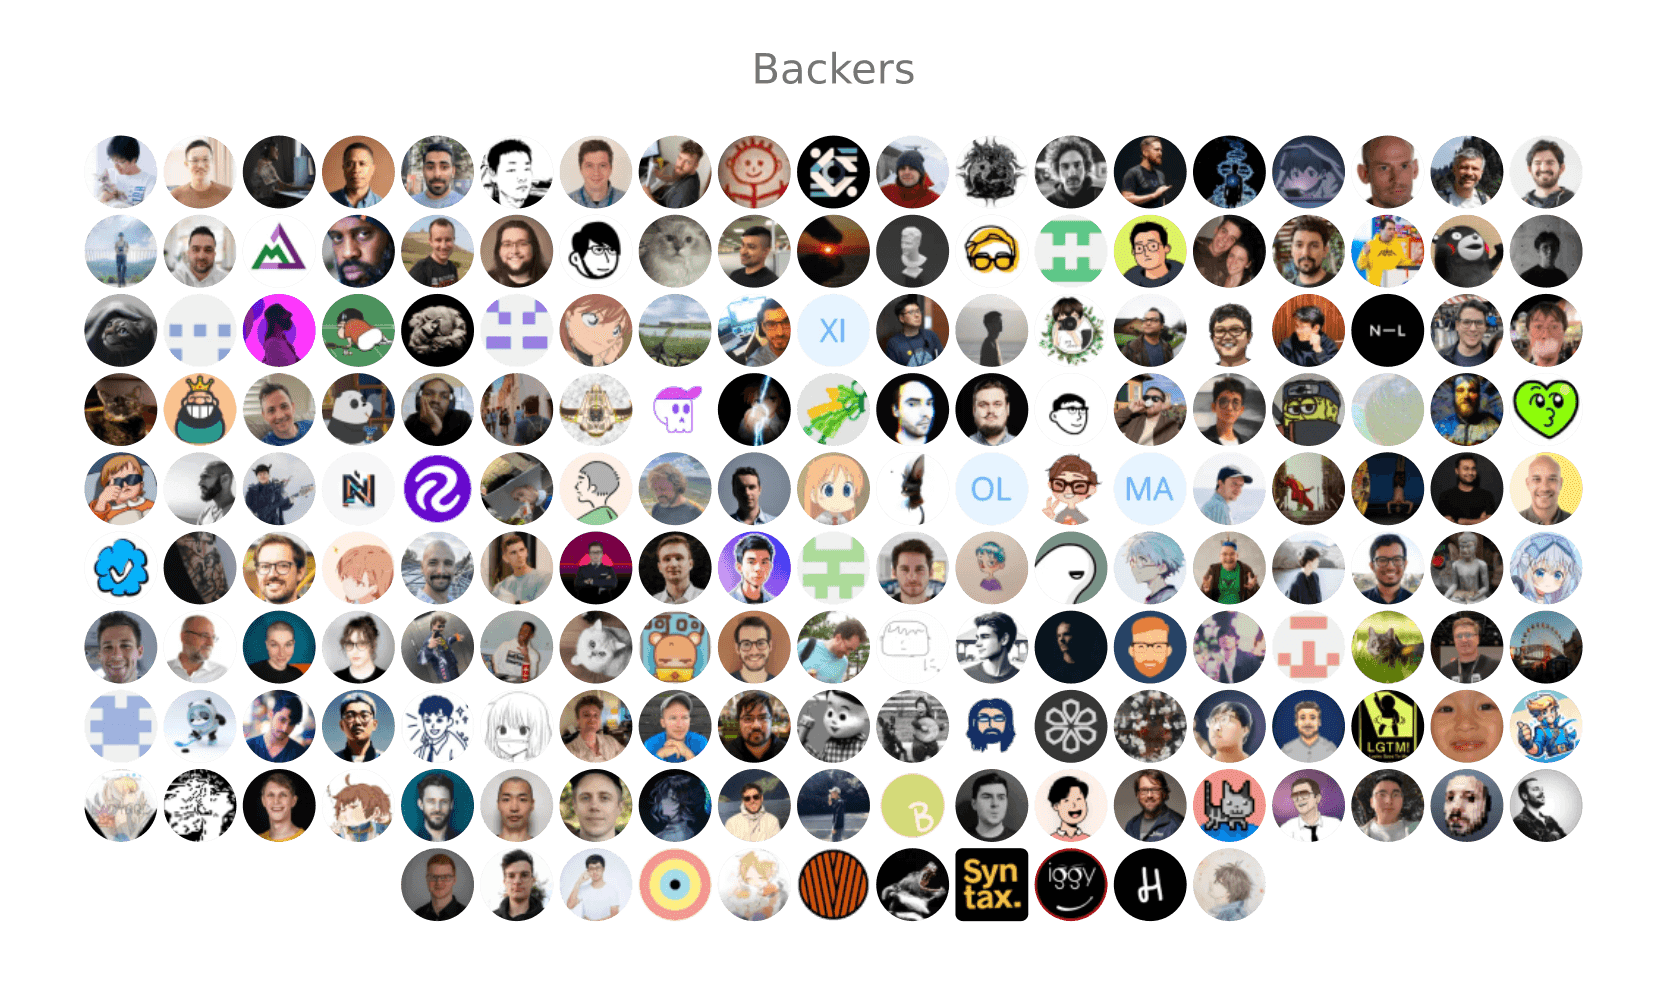 Backers
XI
N—L
OL
MA
LGTM!
B
Syn
tax.
iggy
H